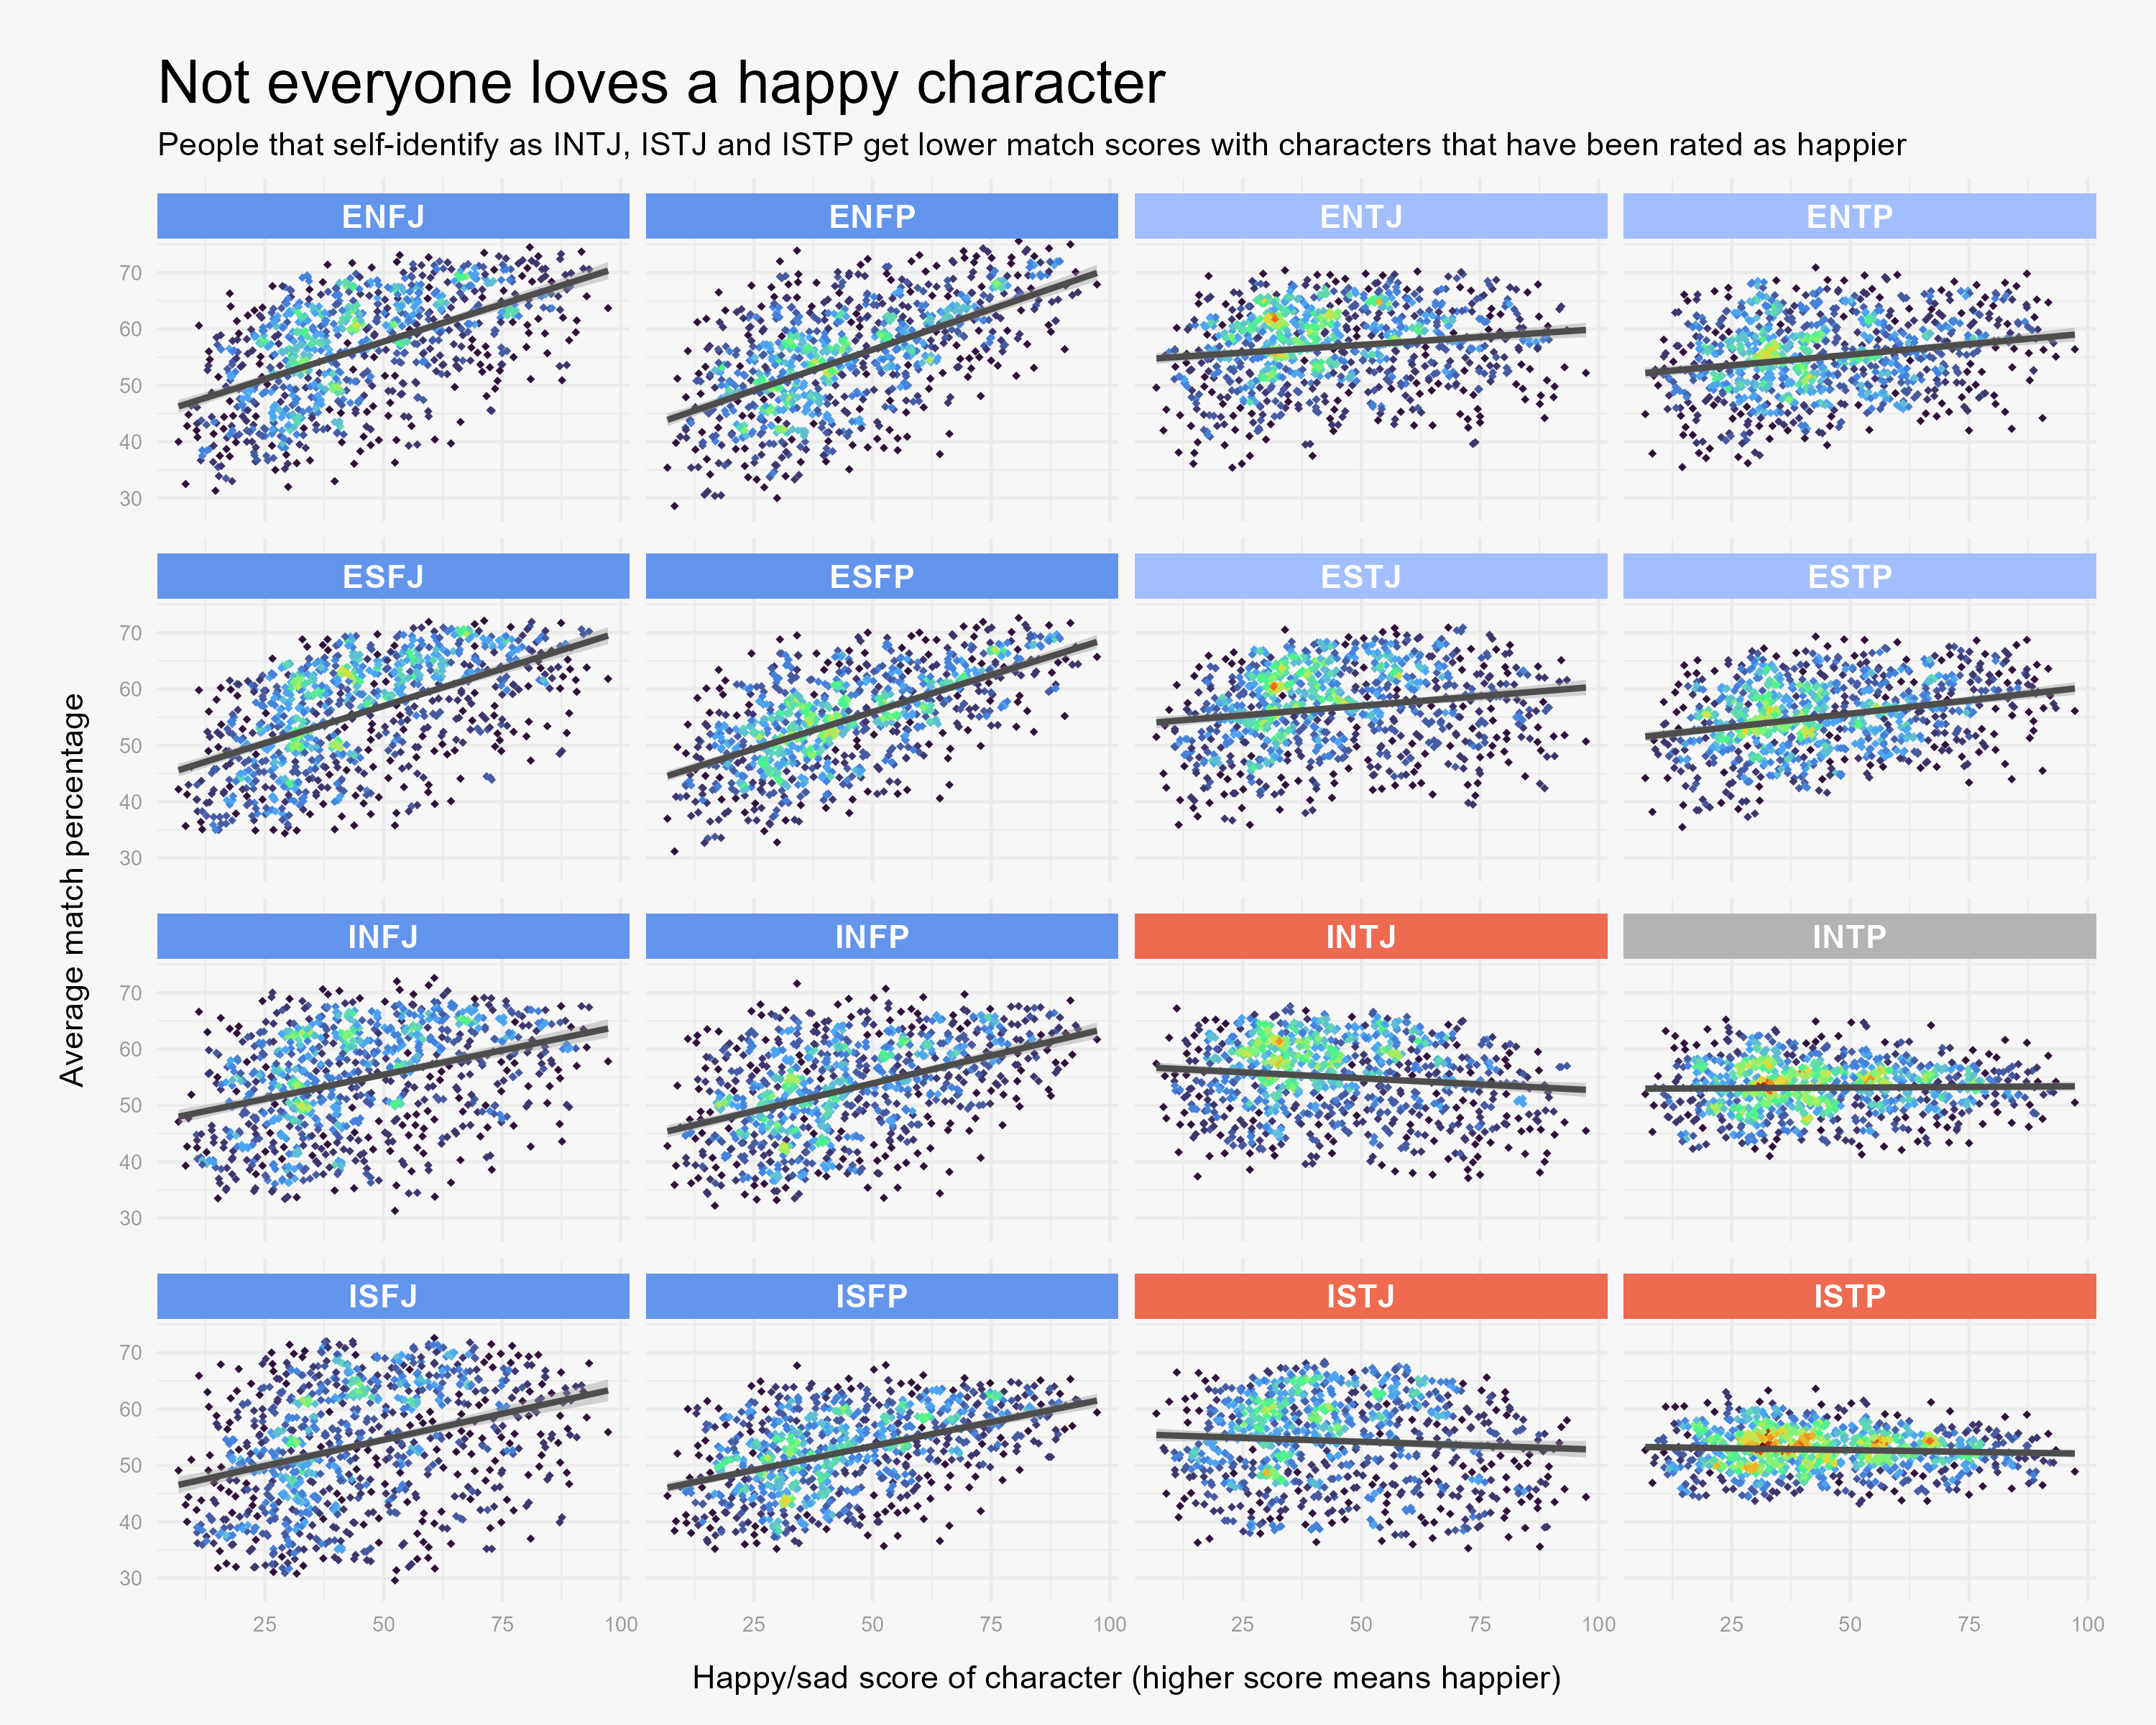 Not everyone loves a happy character
People that self-identify as INTJ, ISTJ and ISTP get lower match scores with characters that have been rated as happier
ENFJ ENFP ENTJ ENTP
70
60
50
40
30
ESFJ ESFP ESTJ ESTP
70
60
50
40
30
INFJ INFP INTJ INTP
70
60
50
40
30
ISFJ ISFP ISTJ ISTP
70
60
50
40
30
25 50 75 100 25 50 75 100 25 50 75 100 25 50 75 100
Average match percentage
Happy/sad score of character (higher score means happier)